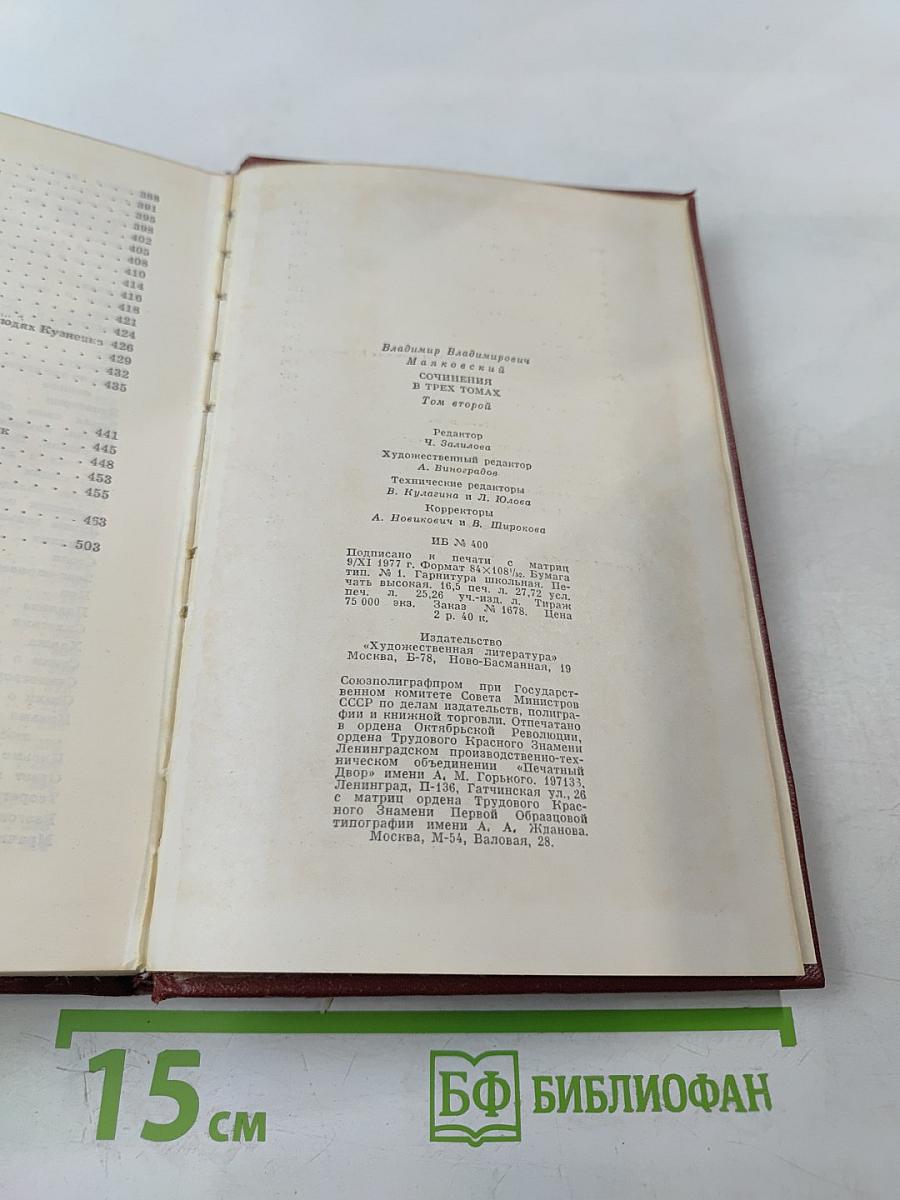 388
391
395
398
402
405
408
410
414
416
418
421
424
людях Кузнецка 426
429
432
435
441
к
445
448
453
455
463
503
Владимир Владимирович
Маяковский
СОЧИНЕНИЯ
В ТРЕХ ТОМАХ
Том второй
Редактор
Ч. Залилова
Художественный редактор
А. Виноградов
Технические редакторы
В. Кулагина и Л. Юлова
Корректоры
А. Новикович и В. Широкова
ИБ № 400
Подписано к печати с матриц
9/XI 1977 г. Формат 84×108¹/₃₂. Бумага
тип. № 1. Гарнитура школьная. Пе-
чать высокая. 16,5 печ. л. 27,72 усл.
печ. л. 25,26 уч.-изд. л. Тираж
75 000 экз. Заказ № 1678. Цена
2 р. 40 к.
Издательство
«Художественная литература»
Москва, Б-78, Ново-Басманная, 19
Союзполиграфпром при Государст-
венном комитете Совета Министров
СССР по делам издательств, полигра-
фии и книжной торговли. Отпечатано
в ордена Октябрьской Революции,
ордена Трудового Красного Знамени
Ленинградском производственно-тех-
ническом объединении «Печатный
Двор» имени А. М. Горького. 197136,
Ленинград, П-136, Гатчинская ул., 26
с матриц ордена Трудового Крас-
ного Знамени Первой Образцовой
типографии имени А. А. Жданова.
Москва, М-54, Валовая, 28.
15 см
БФ БИБЛИОФАН